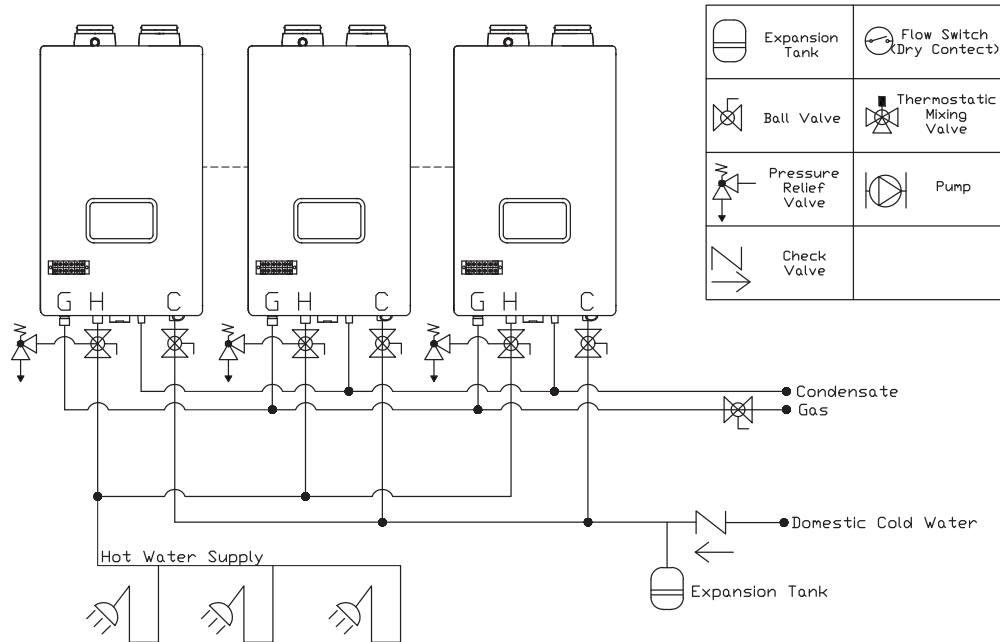 Expansion
Tank
Flow Switch
(Dry Contect)
Ball Valve
Thermostatic
Mixing
Valve
Pressure
Relief
Valve
Pump
Check
Valve
G H C
G H C
G H C
Condensate
Gas
Domestic Cold Water
Hot Water Supply
Expansion Tank